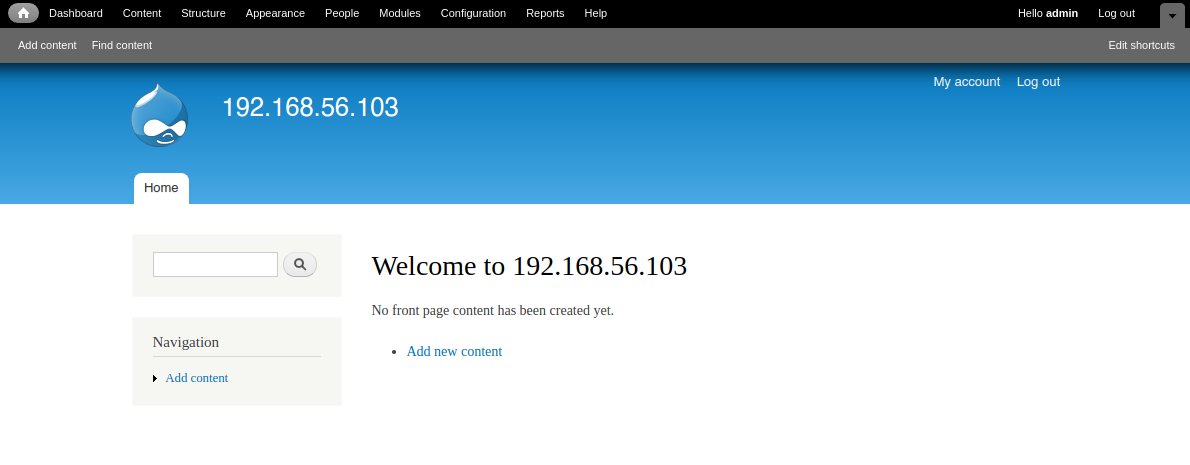 Dashboard Content Structure Appearance People Modules Configuration Reports Help Hello admin Log out
Add content Find content Edit shortcuts
My account Log out
192.168.56.103
Home
Welcome to 192.168.56.103
No front page content has been created yet.
Navigation
Add new content
Add content